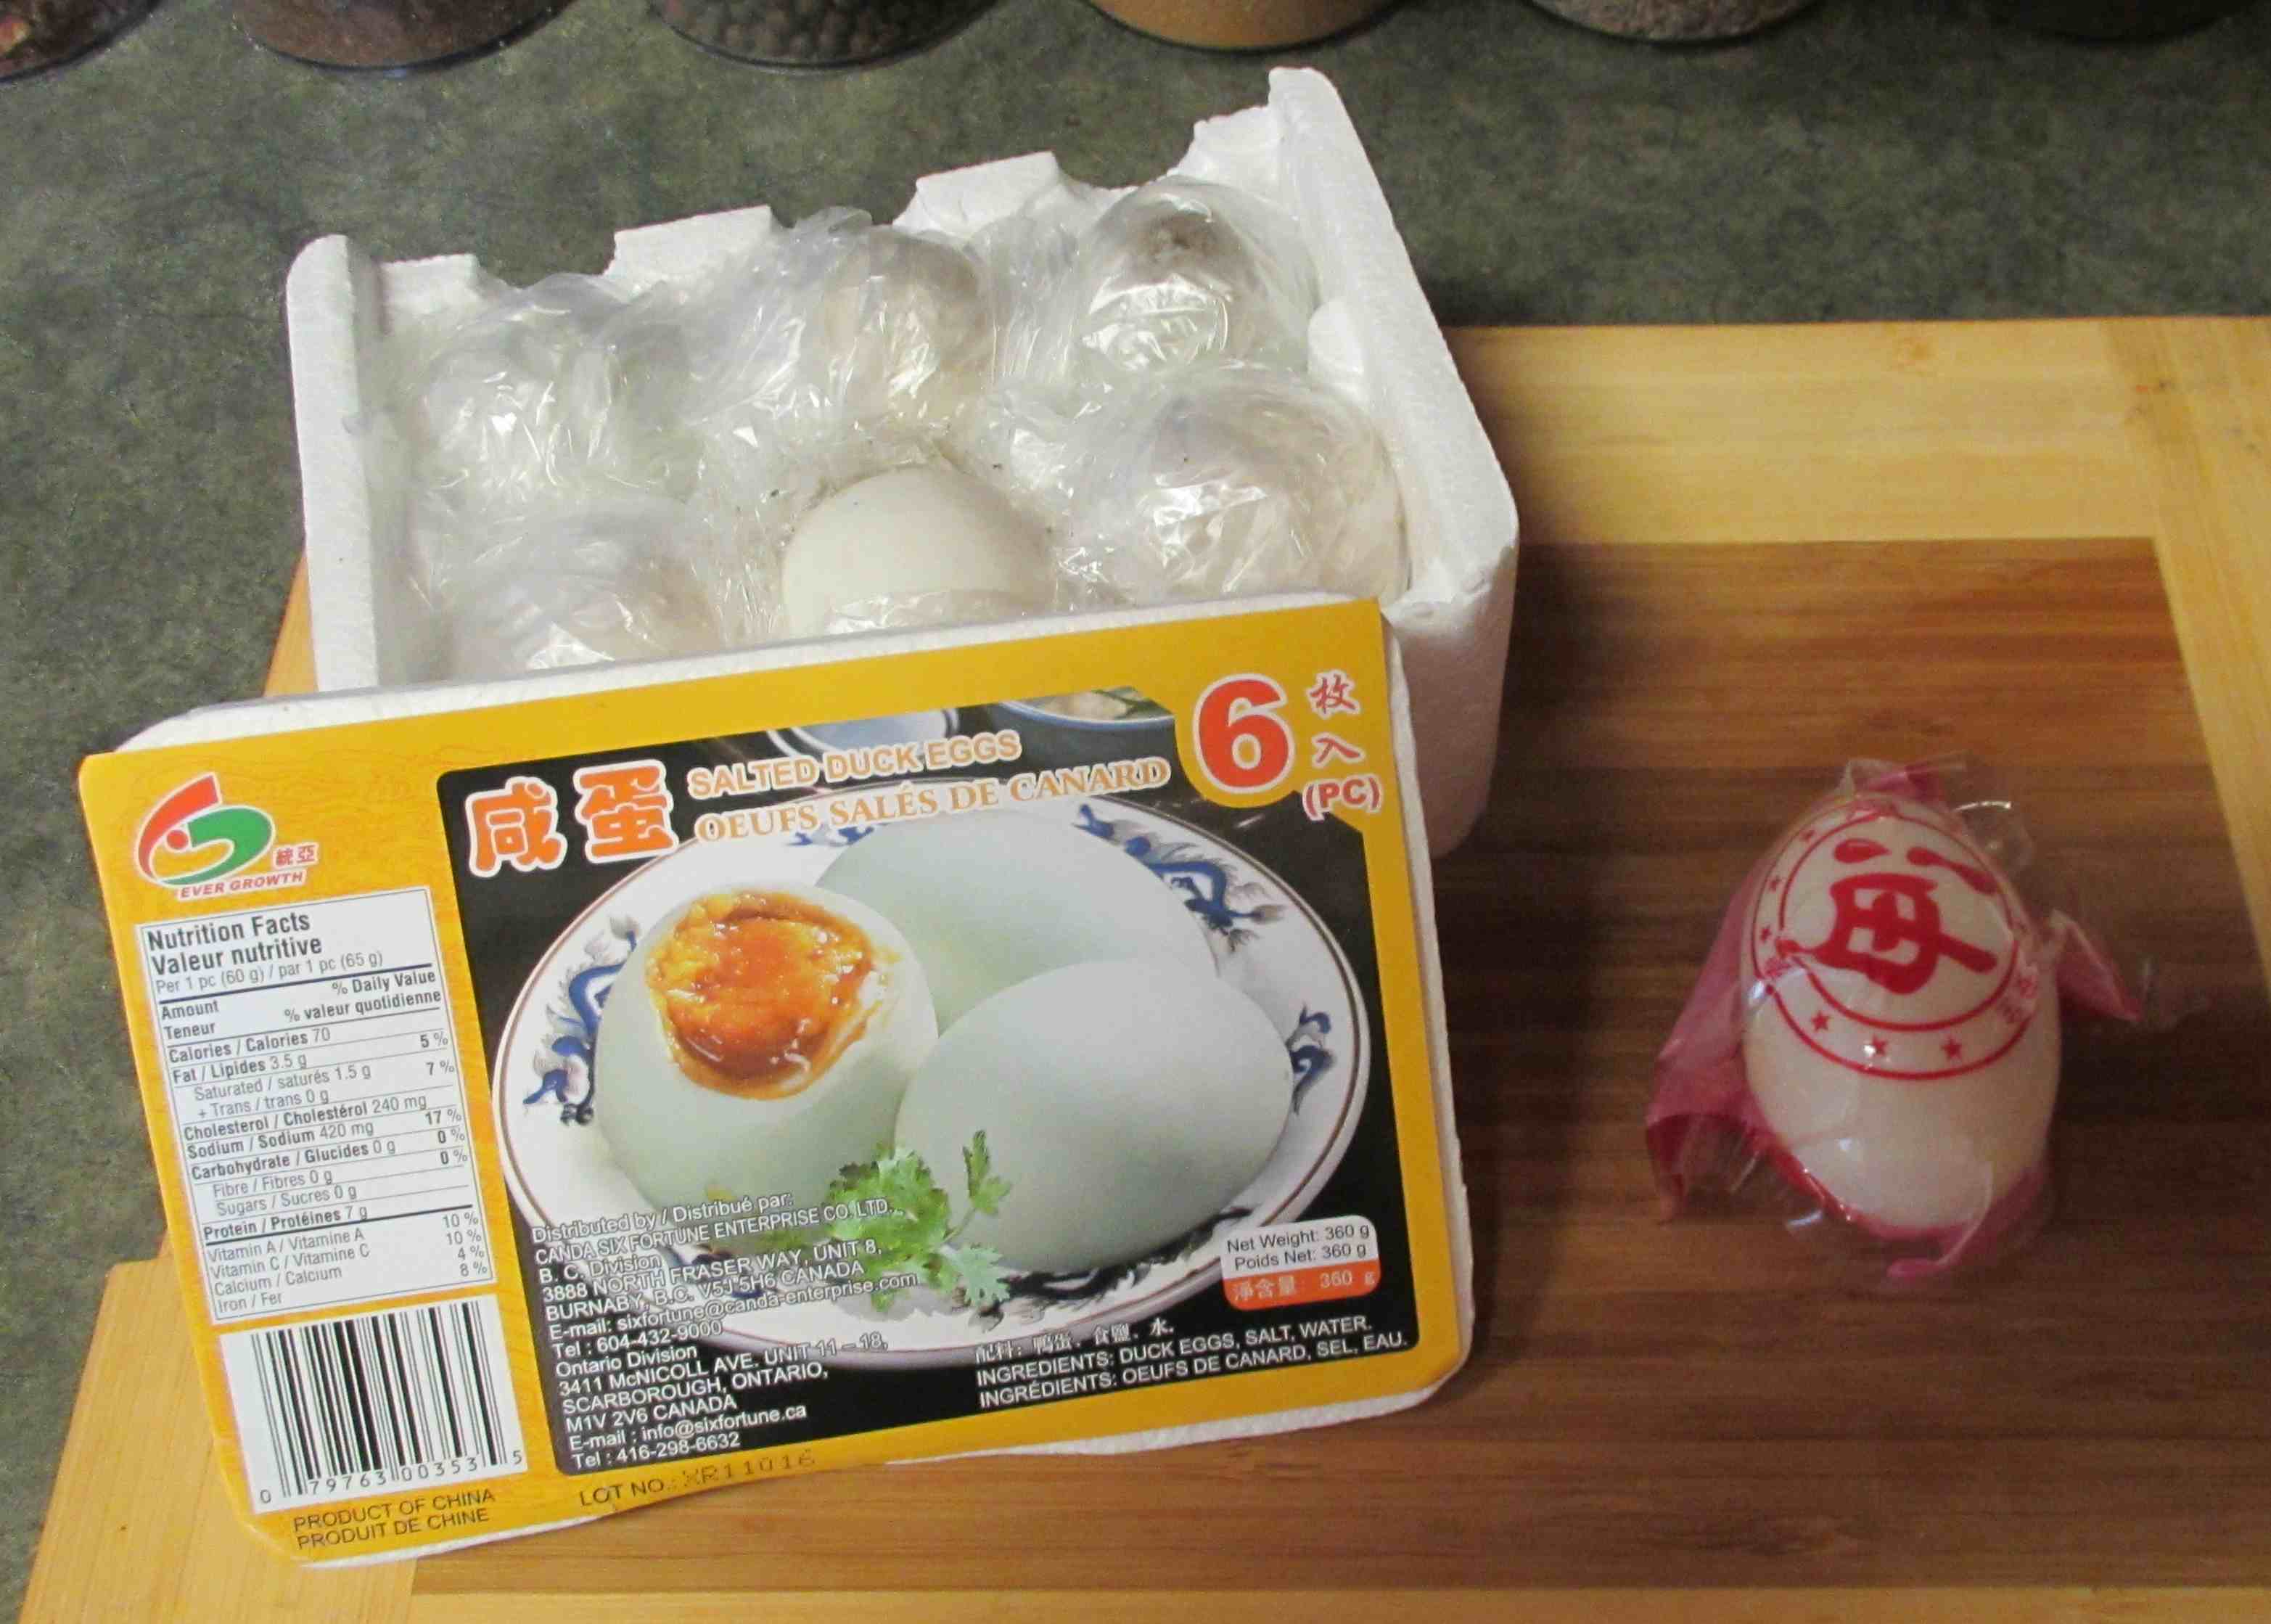 6 枚入
(PC)
咸蛋
SALTED DUCK EGGS
OEUFS SALÉS DE CANARD
統亞
EVER GROWTH
Nutrition Facts
Valeur nutritive
Per 1 pc (60 g) / par 1 pc (65 g)
Amount % Daily Value
Teneur % valeur quotidienne
Calories / Calories 70
Fat / Lipides 3.5 g 5 %
Saturated / saturés 1.5 g
+ Trans / trans 0 g 7 %
Cholesterol / Cholestérol 240 mg
Sodium / Sodium 420 mg 17 %
Carbohydrate / Glucides 0 g 0 %
Fibre / Fibres 0 g 0 %
Sugars / Sucres 0 g
Protein / Protéines 7 g
Vitamin A / Vitamine A 10 %
Vitamin C / Vitamine C 10 %
Calcium / Calcium 4 %
Iron / Fer 8 %
0 79763 00353 5
PRODUCT OF CHINA
PRODUIT DE CHINE
Distributed by / Distribué par:
CANDA SIX FORTUNE ENTERPRISE CO. LTD.
B. C. Division
3888 NORTH FRASER WAY, UNIT 8,
BURNABY, B.C. V5J 5H6 CANADA
E-mail: sixfortune@canda-enterprise.com
Tel : 604-432-9000
Ontario Division
3411 McNICOLL AVE. UNIT 11 – 18,
SCARBOROUGH, ONTARIO,
M1V 2V6 CANADA
E-mail : info@sixfortune.ca
Tel : 416-298-6632
LOT NO.: XR11016
Net Weight: 360 g
Poids Net: 360 g
淨含量: 360 g
配料: 鴨蛋, 食鹽, 水.
INGREDIENTS: DUCK EGGS, SALT, WATER.
INGRÉDIENTS: OEUFS DE CANARD, SEL, EAU.